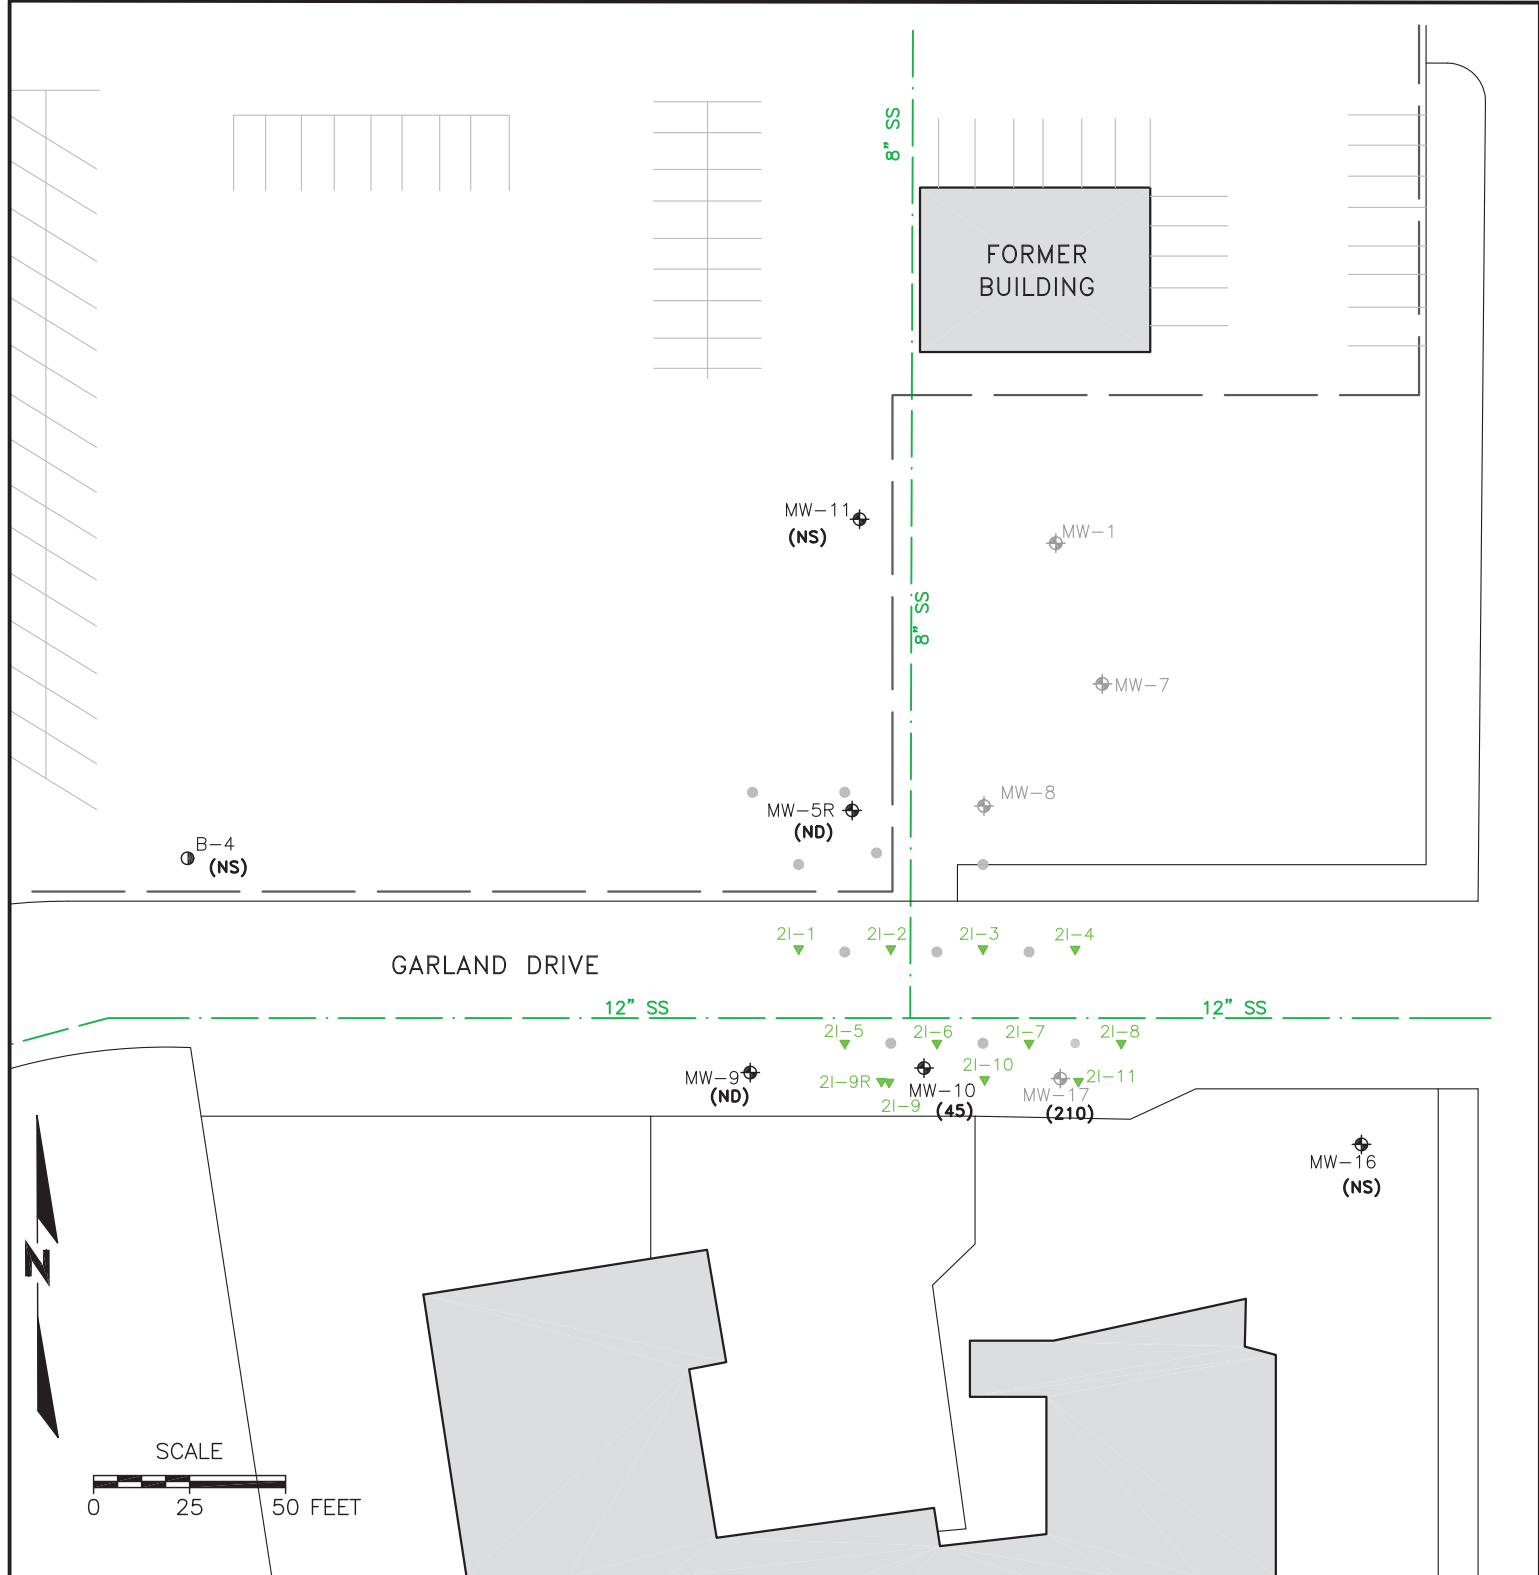 8" SS
FORMER
BUILDING
MW-11
(NS)
MW-1
8" SS
MW-7
MW-8
MW-5R
(ND)
B-4
(NS)
2I-1
2I-2
2I-3
2I-4
GARLAND DRIVE
12" SS
12" SS
2I-5
2I-6
2I-7
2I-8
MW-9
(ND)
2I-9R
2I-9
MW-10
(45)
2I-10
MW-17
(210)
2I-11
MW-16
(NS)
N
SCALE
0 25 50 FEET